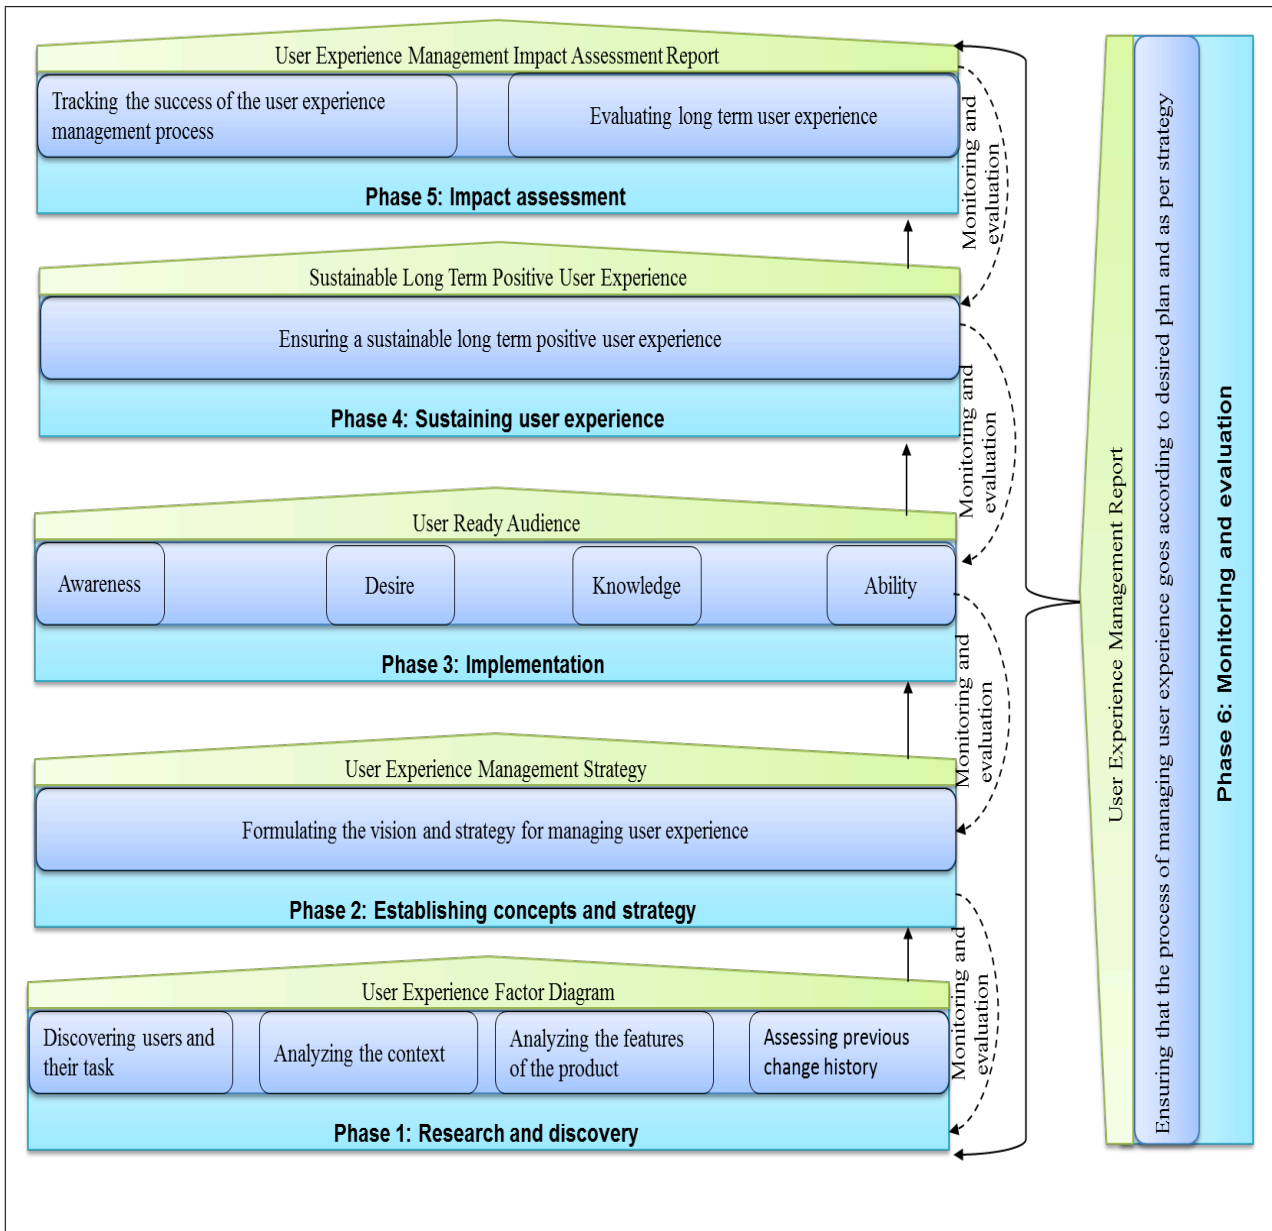 User Experience Management Impact Assessment Report
Tracking the success of the user experience
management process
Evaluating long term user experience
Phase 5: Impact assessment
Monitoring and
evaluation
Sustainable Long Term Positive User Experience
Ensuring a sustainable long term positive user experience
Phase 4: Sustaining user experience
Monitoring and
evaluation
User Ready Audience
Awareness
Desire
Knowledge
Ability
Phase 3: Implementation
Monitoring and
evaluation
User Experience Management Strategy
Formulating the vision and strategy for managing user experience
Phase 2: Establishing concepts and strategy
Monitoring and
evaluation
User Experience Factor Diagram
Discovering users and
their task
Analyzing the context
Analyzing the features
of the product
Assessing previous
change history
Phase 1: Research and discovery
User Experience Management Report
Ensuring that the process of managing user experience goes according to desired plan and as per strategy
Phase 6: Monitoring and evaluation